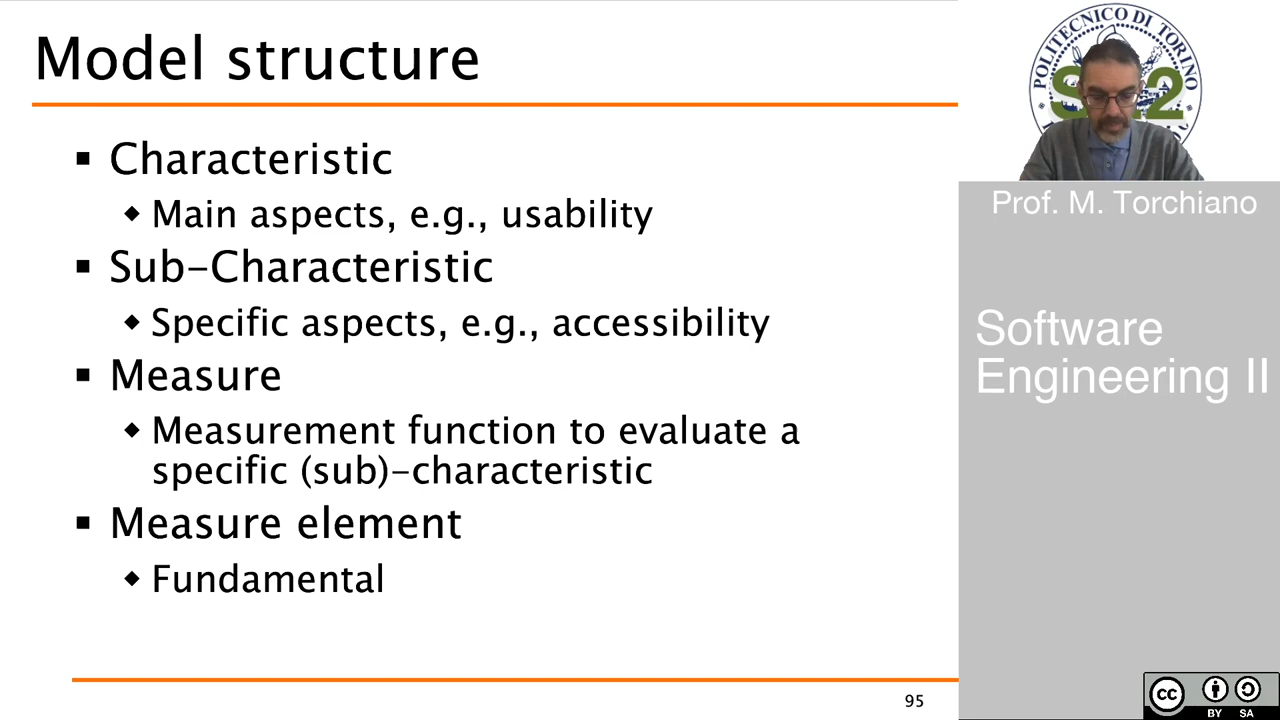 Model structure
▪ Characteristic
◆ Main aspects, e.g., usability
▪ Sub-Characteristic
◆ Specific aspects, e.g., accessibility
▪ Measure
◆ Measurement function to evaluate a
specific (sub)-characteristic
▪ Measure element
◆ Fundamental
95
POLITECNICO DI TORINO
Prof. M. Torchiano
Software
Engineering II
cc
BY SA